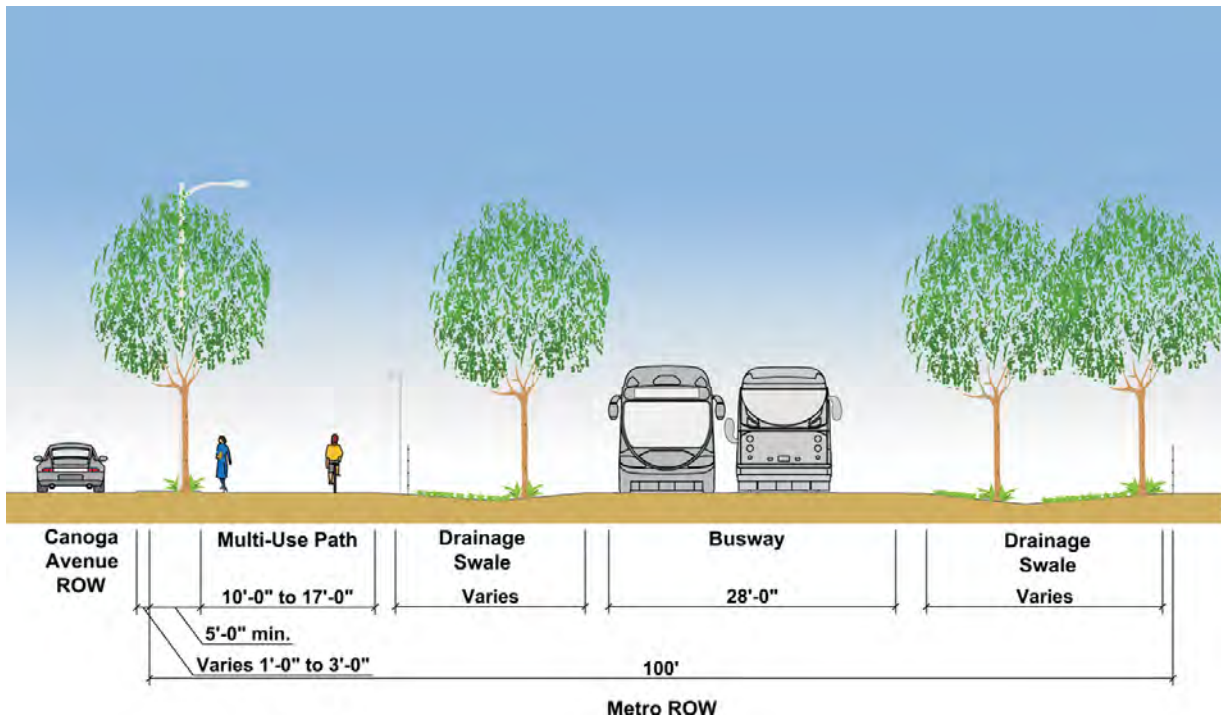 Canoga
Avenue
ROW
Multi-Use Path
Drainage
Swale
Busway
Drainage
Swale
10'-0" to 17'-0"
Varies
28'-0"
Varies
5'-0" min.
Varies 1'-0" to 3'-0"
100'
Metro ROW